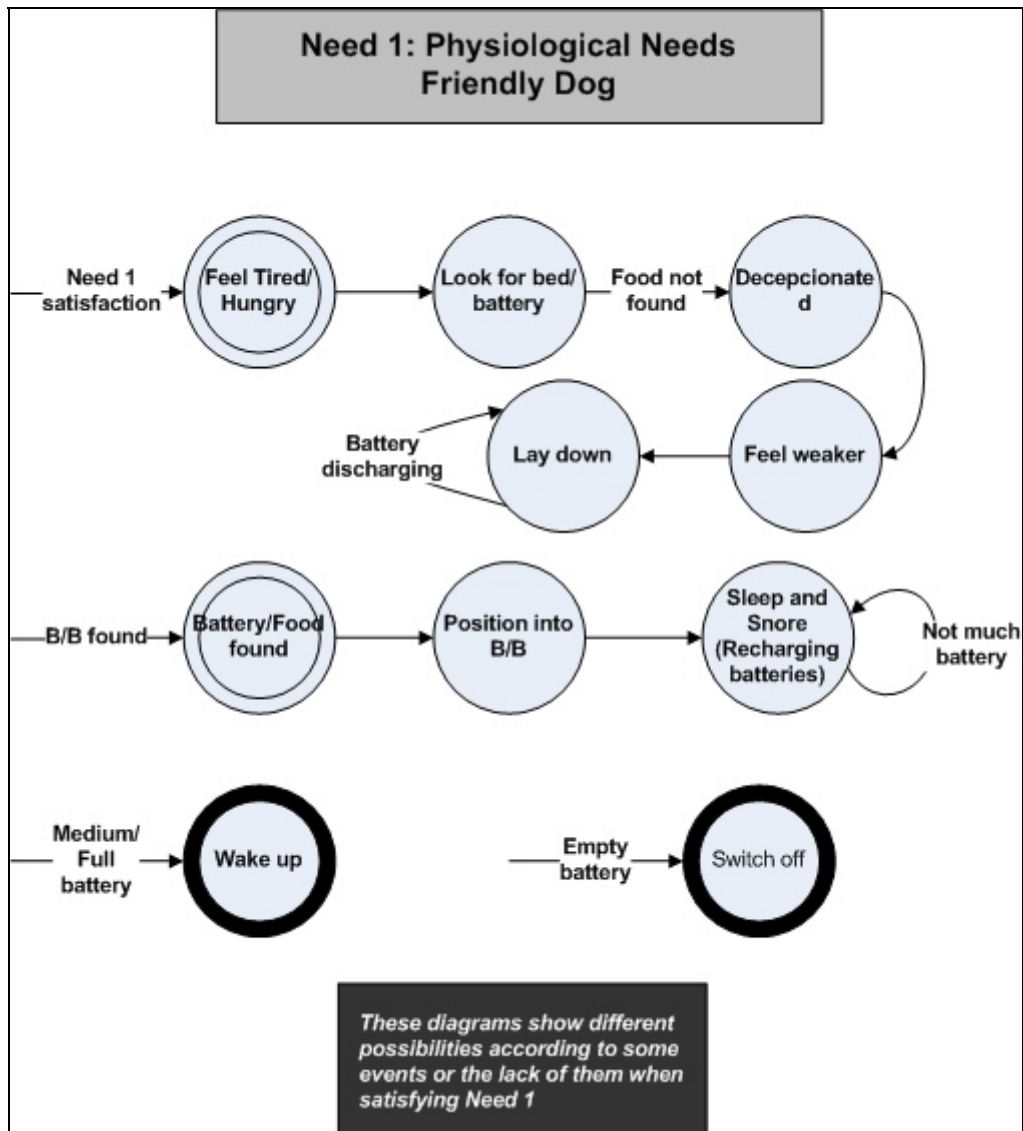 Need 1: Physiological Needs
Friendly Dog
Need 1
satisfaction
Feel Tired/
Hungry
Look for bed/
battery
Food not
found
Decepcionate
d
Battery
discharging
Lay down
Feel weaker
B/B found
Battery/Food
found
Position into
B/B
Sleep and
Snore
(Recharging
batteries)
Not much
battery
Medium/
Full
battery
Wake up
Empty
battery
Switch off
These diagrams show different
possibilities according to some
events or the lack of them when
satisfying Need 1